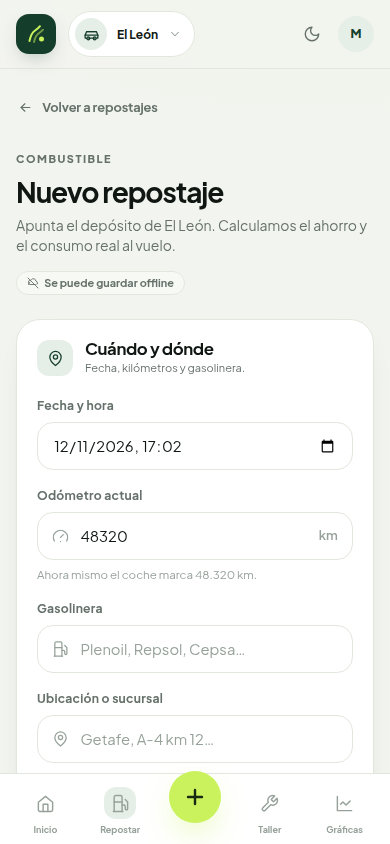 El León
M
Volver a repostajes
COMBUSTIBLE
Nuevo repostaje
Apunta el depósito de El León. Calculamos el ahorro y
el consumo real al vuelo.
Se puede guardar offline
Cuándo y dónde
Fecha, kilómetros y gasolinera.
Fecha y hora
12/11/2026, 17:02
Odómetro actual
48320 km
Ahora mismo el coche marca 48.320 km.
Gasolinera
Plenoil, Repsol, Cepsa...
Ubicación o sucursal
Getafe, A-4 km 12...
Inicio Repostar Taller Gráficas